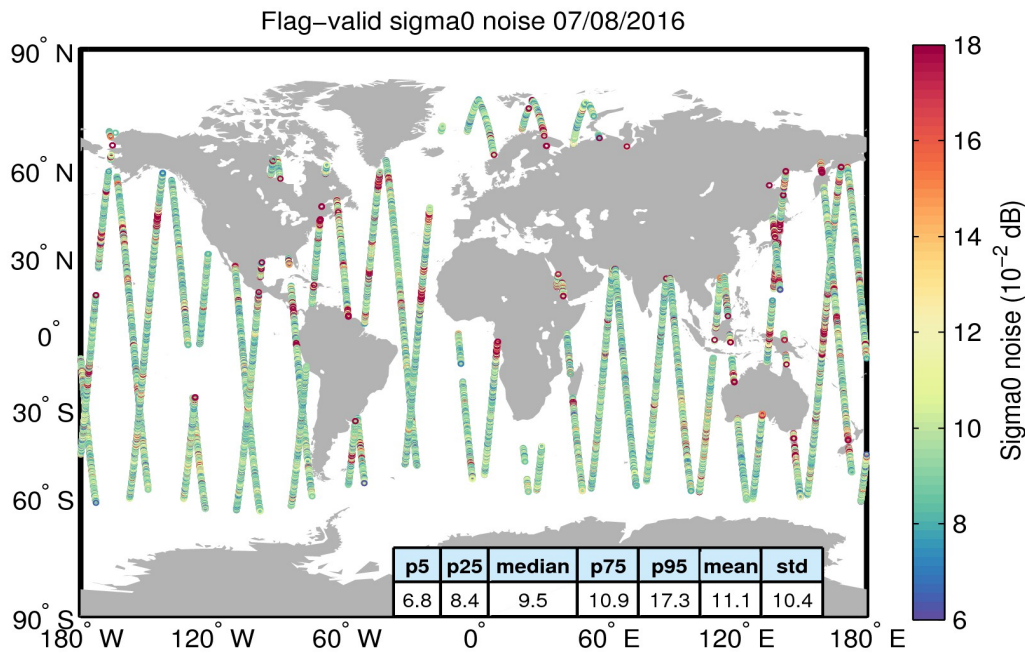 Flag−valid sigma0 noise 07/08/2016
90° N
60° N
30° N
0°
30° S
60° S
90° S
180° W
120° W
60° W
0°
60° E
120° E
180° E
p5 p25 median p75 p95 mean std
6.8 8.4 9.5 10.9 17.3 11.1 10.4
18
16
14
12
10
8
6
Sigma0 noise (10⁻² dB)